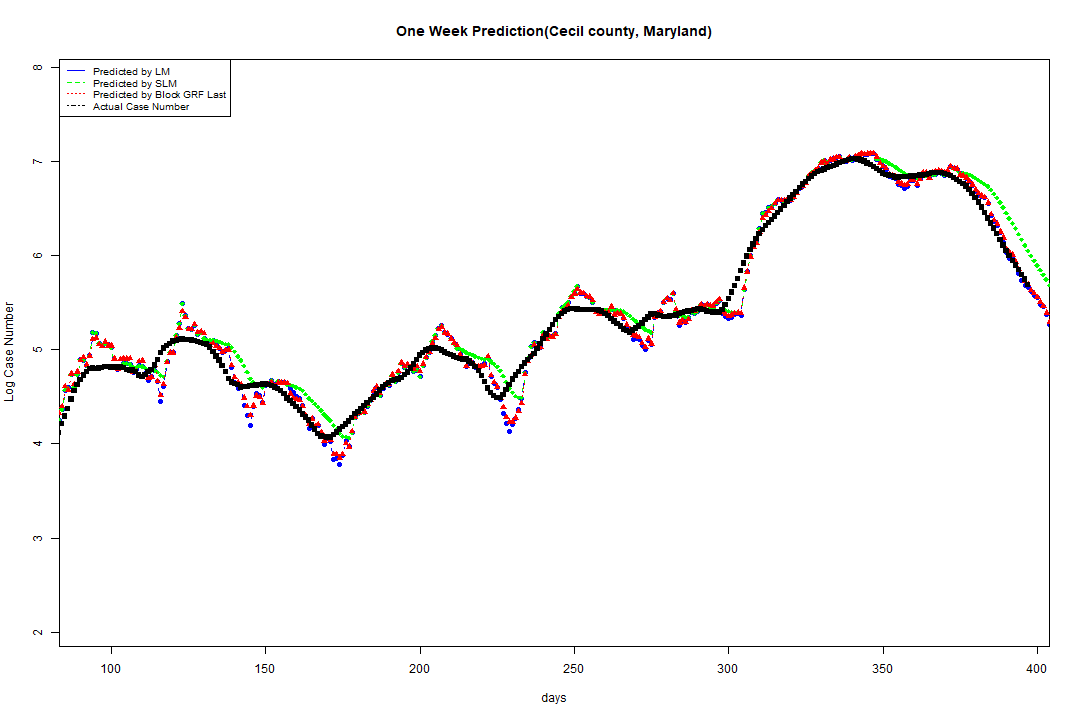 One Week Prediction(Cecil county, Maryland)
Predicted by LM
Predicted by SLM
Predicted by Block GRF Last
Actual Case Number
8
7
6
5
4
3
2
Log Case Number
100 150 200 250 300 350 400
days